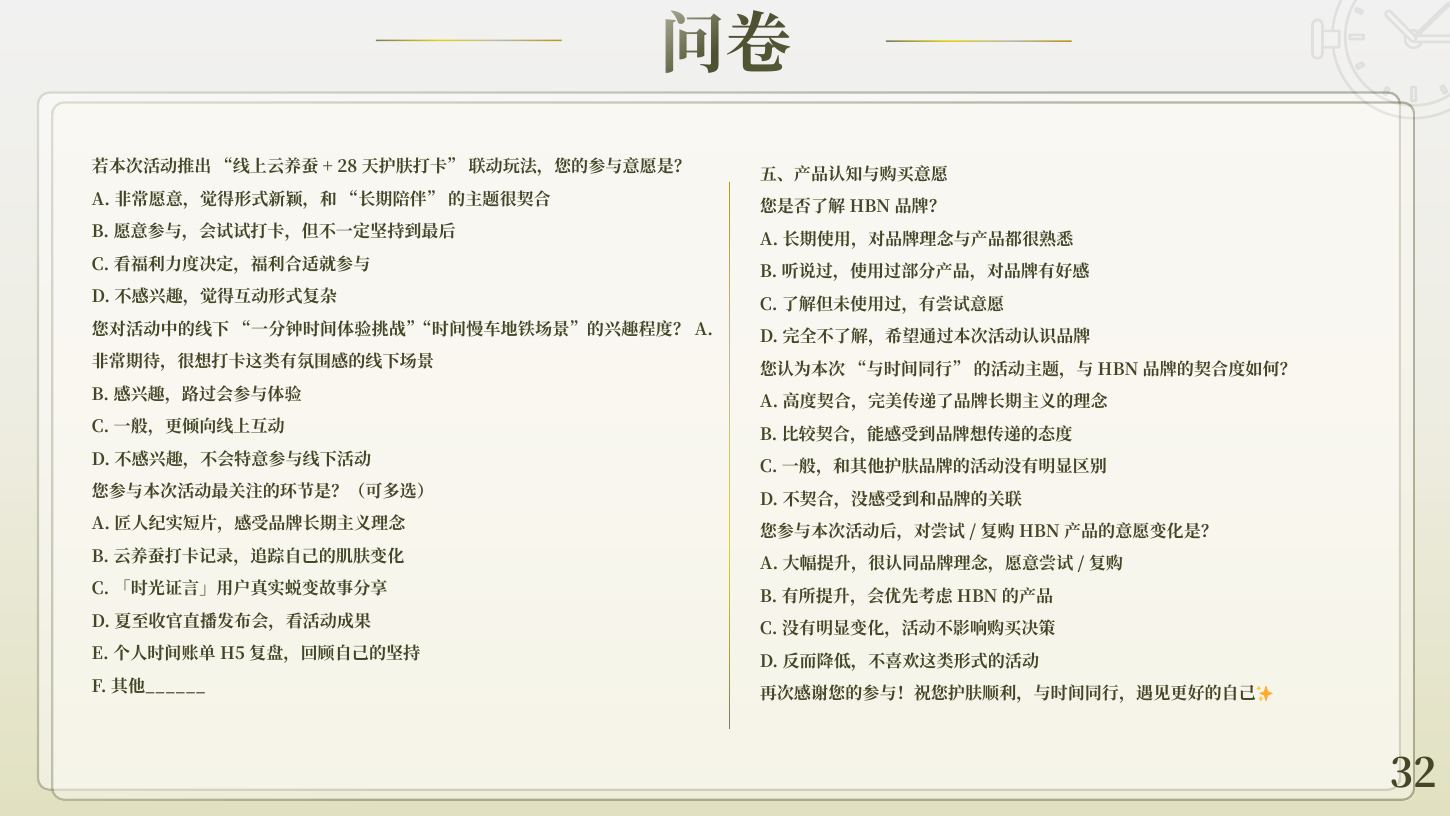 问卷
若本次活动推出 “线上云养蚕 + 28 天护肤打卡” 联动玩法，您的参与意愿是？
A. 非常愿意，觉得形式新颖，和 “长期陪伴” 的主题很契合
B. 愿意参与，会试试打卡，但不一定坚持到最后
C. 看福利力度决定，福利合适就参与
D. 不感兴趣，觉得互动形式复杂
您对活动中的线下 “一分钟时间体验挑战”“时间慢车地铁场景” 的兴趣程度？ A.
非常期待，很想打卡这类有氛围感的线下场景
B. 感兴趣，路过会参与体验
C. 一般，更倾向线上互动
D. 不感兴趣，不会特意参与线下活动
您参与本次活动最关注的环节是？（可多选）
A. 匠人纪实短片，感受品牌长期主义理念
B. 云养蚕打卡记录，追踪自己的肌肤变化
C. 「时光证言」用户真实蜕变故事分享
D. 夏至收官直播发布会，看活动成果
E. 个人时间账单 H5 复盘，回顾自己的坚持
F. 其他______
五、产品认知与购买意愿
您是否了解 HBN 品牌？
A. 长期使用，对品牌理念与产品都很熟悉
B. 听说过，使用过部分产品，对品牌有好感
C. 了解但未使用过，有尝试意愿
D. 完全不了解，希望通过本次活动认识品牌
您认为本次 “与时间同行” 的活动主题，与 HBN 品牌的契合度如何？
A. 高度契合，完美传递了品牌长期主义的理念
B. 比较契合，能感受到品牌想传递的态度
C. 一般，和其他护肤品牌的活动没有明显区别
D. 不契合，没感受到和品牌的关联
您参与本次活动后，对尝试 / 复购 HBN 产品的意愿变化是？
A. 大幅提升，很认同品牌理念，愿意尝试 / 复购
B. 有所提升，会优先考虑 HBN 的产品
C. 没有明显变化，活动不影响购买决策
D. 反而降低，不喜欢这类形式的活动
再次感谢您的参与！祝您护肤顺利，与时间同行，遇见更好的自己✨
32